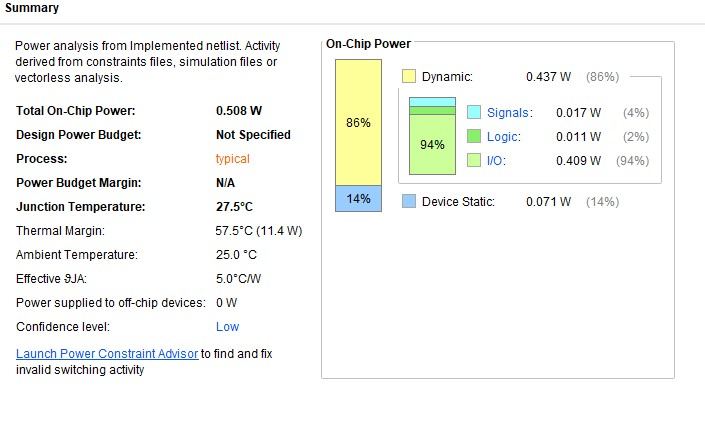 Summary
Power analysis from Implemented netlist. Activity
derived from constraints files, simulation files or
vectorless analysis.
Total On-Chip Power: 0.508 W
Design Power Budget: Not Specified
Process: typical
Power Budget Margin: N/A
Junction Temperature: 27.5°C
Thermal Margin: 57.5°C (11.4 W)
Ambient Temperature: 25.0 °C
Effective ϑJA: 5.0°C/W
Power supplied to off-chip devices: 0 W
Confidence level: Low
Launch Power Constraint Advisor to find and fix
invalid switching activity
On-Chip Power
86%
14%
Dynamic: 0.437 W (86%)
94%
Signals: 0.017 W (4%)
Logic: 0.011 W (2%)
I/O: 0.409 W (94%)
Device Static: 0.071 W (14%)